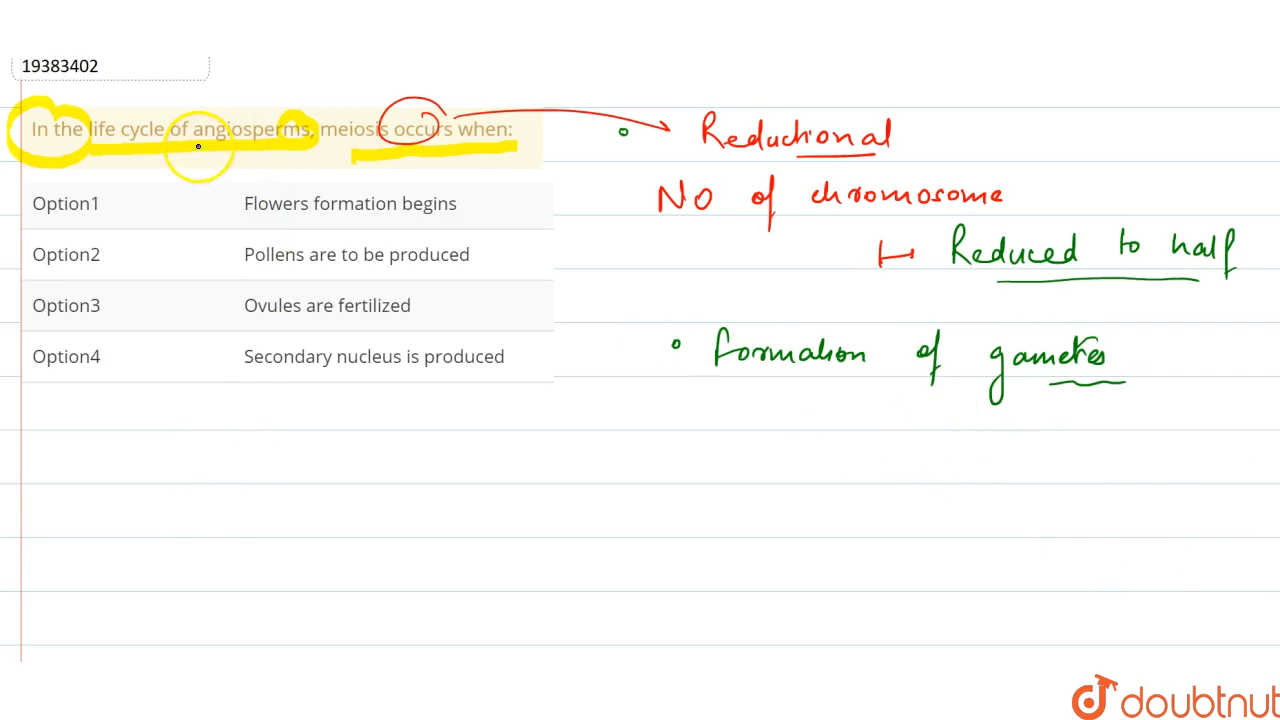 19383402
In the life cycle of angiosperms, meiosis occurs when:
Option1 Flowers formation begins
Option2 Pollens are to be produced
Option3 Ovules are fertilized
Option4 Secondary nucleus is produced
Reductional
No of chromosome
Reduced to half
formation of gametes
doubtnut